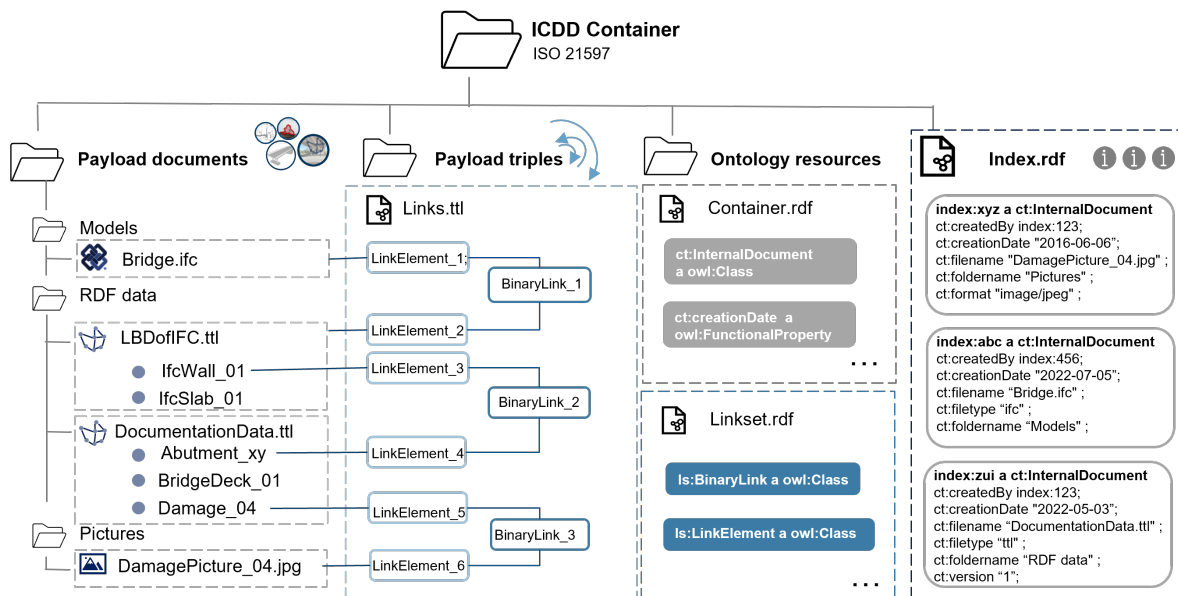 ICDD Container
ISO 21597
Payload documents
Models
Bridge.ifc
RDF data
LBDofIFC.ttl
IfcWall_01
IfcSlab_01
DocumentationData.ttl
Abutment_xy
BridgeDeck_01
Damage_04
Pictures
DamagePicture_04.jpg
Payload triples
Links.ttl
LinkElement_1;
BinaryLink_1
LinkElement_2
LinkElement_3
BinaryLink_2
LinkElement_4
LinkElement_5
BinaryLink_3
LinkElement_6
Ontology resources
Container.rdf
ct:InternalDocument
a owl:Class
ct:creationDate a
owl:FunctionalProperty
...
Linkset.rdf
ls:BinaryLink a owl:Class
ls:LinkElement a owl:Class
...
Index.rdf
i i i
index:xyz a ct:InternalDocument
ct:createdBy index:123;
ct:creationDate "2016-06-06”;
ct:filename "DamagePicture_04.jpg" ;
ct:foldername "Pictures" ;
ct:format "image/jpeg" ;
index:abc a ct:InternalDocument
ct:createdBy index:456;
ct:creationDate "2022-07-05”;
ct:filename “Bridge.ifc" ;
ct:filetype “ifc" ;
ct:foldername “Models" ;
index:zui a ct:InternalDocument
ct:createdBy index:123;
ct:creationDate "2022-05-03”;
ct:filename “DocumentationData.ttl" ;
ct:filetype “ttl" ;
ct:foldername “RDF data" ;
ct:version “1”;